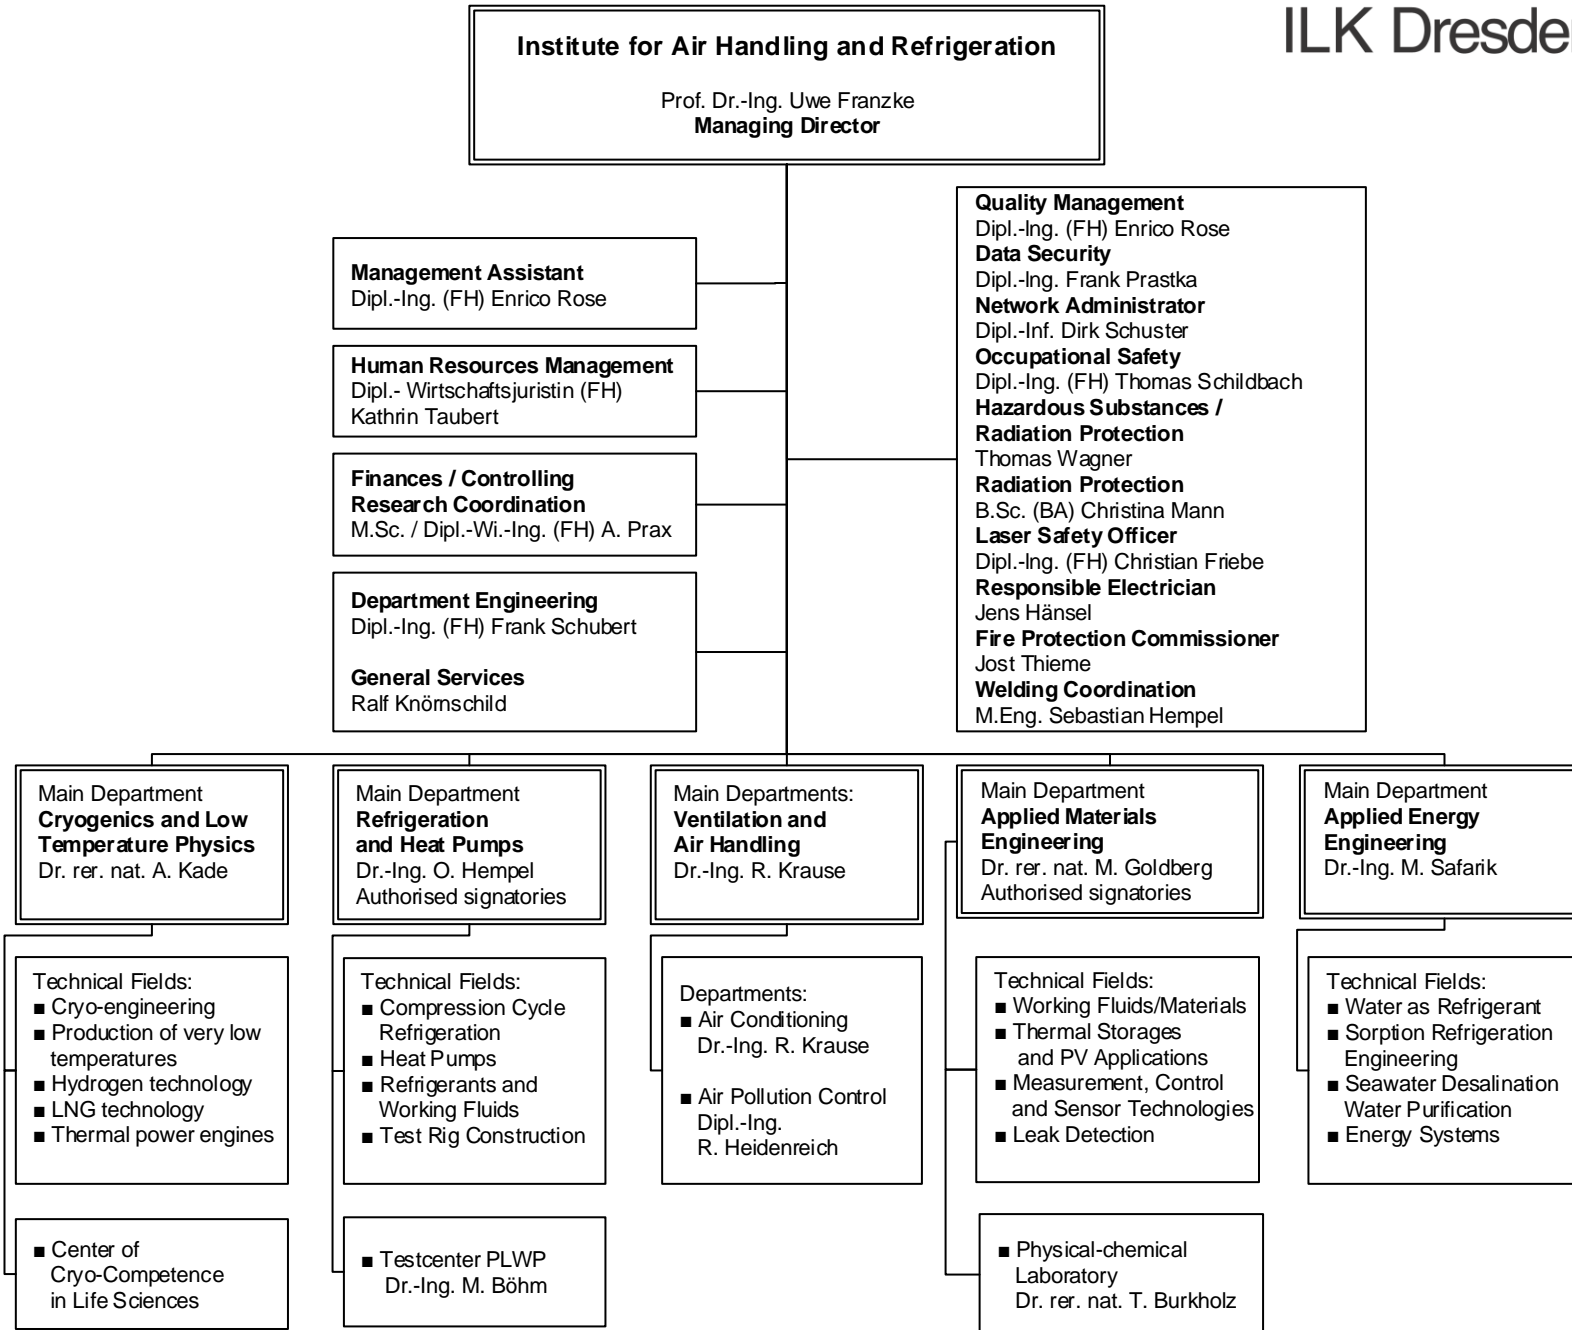 ILK Dresden
Institute for Air Handling and Refrigeration
Prof. Dr.-Ing. Uwe Franzke
Managing Director
Management Assistant
Dipl.-Ing. (FH) Enrico Rose
Human Resources Management
Dipl.- Wirtschaftsjuristin (FH)
Kathrin Taubert
Finances / Controlling
Research Coordination
M.Sc. / Dipl.-Wi.-Ing. (FH) A. Prax
Department Engineering
Dipl.-Ing. (FH) Frank Schubert
General Services
Ralf Knörnschild
Quality Management
Dipl.-Ing. (FH) Enrico Rose
Data Security
Dipl.-Ing. Frank Prastka
Network Administrator
Dipl.-Inf. Dirk Schuster
Occupational Safety
Dipl.-Ing. (FH) Thomas Schildbach
Hazardous Substances /
Radiation Protection
Thomas Wagner
Radiation Protection
B.Sc. (BA) Christina Mann
Laser Safety Officer
Dipl.-Ing. (FH) Christian Friebe
Responsible Electrician
Jens Hänsel
Fire Protection Commissioner
Jost Thieme
Welding Coordination
M.Eng. Sebastian Hempel
Main Department
Cryogenics and Low
Temperature Physics
Dr. rer. nat. A. Kade
Technical Fields:
■ Cryo-engineering
■ Production of very low
temperatures
■ Hydrogen technology
■ LNG technology
■ Thermal power engines
■ Center of
Cryo-Competence
in Life Sciences
Main Department
Refrigeration
and Heat Pumps
Dr.-Ing. O. Hempel
Authorised signatories
Technical Fields:
■ Compression Cycle
Refrigeration
■ Heat Pumps
■ Refrigerants and
Working Fluids
■ Test Rig Construction
■ Testcenter PLWP
Dr.-Ing. M. Böhm
Main Departments:
Ventilation and
Air Handling
Dr.-Ing. R. Krause
Departments:
■ Air Conditioning
Dr.-Ing. R. Krause
■ Air Pollution Control
Dipl.-Ing.
R. Heidenreich
Main Department
Applied Materials
Engineering
Dr. rer. nat. M. Goldberg
Authorised signatories
Technical Fields:
■ Working Fluids/Materials
■ Thermal Storages
and PV Applications
■ Measurement, Control
and Sensor Technologies
■ Leak Detection
■ Physical-chemical
Laboratory
Dr. rer. nat. T. Burkholz
Main Department
Applied Energy
Engineering
Dr.-Ing. M. Safarik
Technical Fields:
■ Water as Refrigerant
■ Sorption Refrigeration
Engineering
■ Seawater Desalination
Water Purification
■ Energy Systems